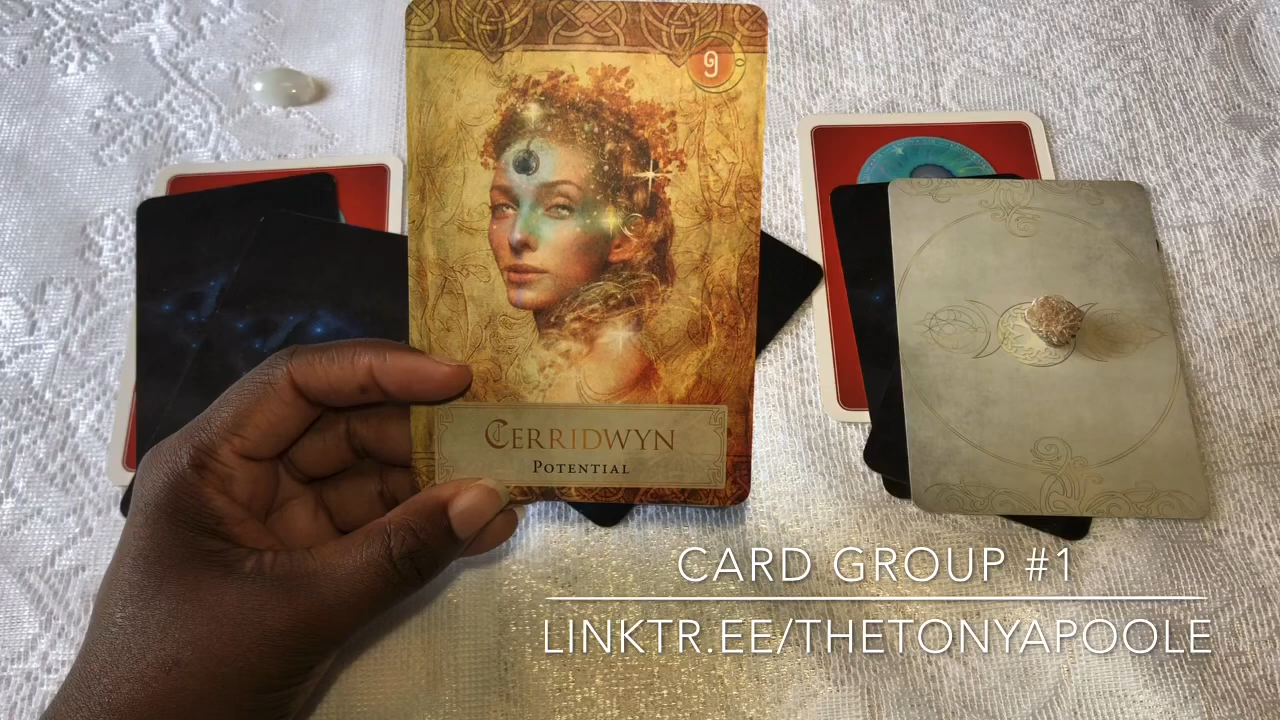 9
CERRIDWYN
POTENTIAL
CARD GROUP #1
LINKTR.EE/THETONYAPOOLE